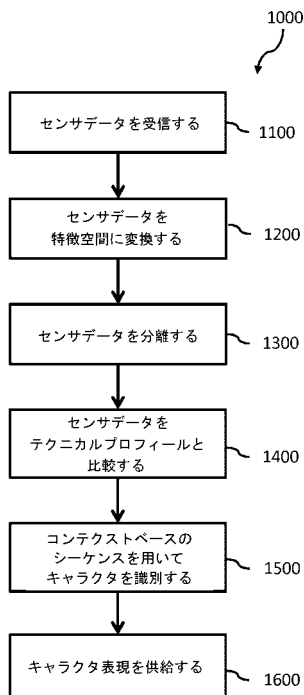 1000
センサデータを受信する
1100
センサデータを
特徴空間に変換する
1200
センサデータを分離する
1300
センサデータを
テクニカルプロフィールと
比較する
1400
コンテクストベースの
シーケンスを用いて
キャラクタを識別する
1500
キャラクタ表現を供給する
1600